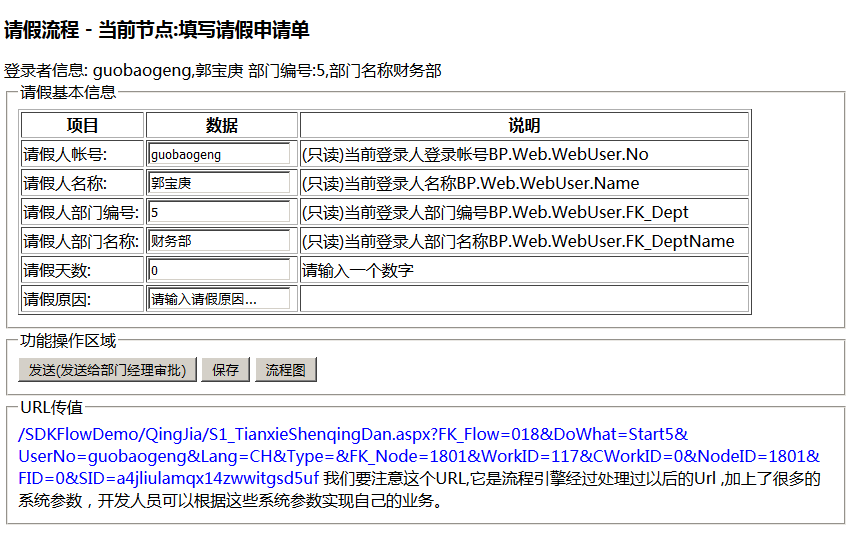 请假流程 - 当前节点:填写请假申请单
登录者信息: guobaogeng,郭宝庚 部门编号:5,部门名称财务部
请假基本信息
项目 数据 说明
请假人帐号: guobaogeng (只读)当前登录人登录帐号BP.Web.WebUser.No
请假人名称: 郭宝庚 (只读)当前登录人名称BP.Web.WebUser.Name
请假人部门编号: 5 (只读)当前登录人部门编号BP.Web.WebUser.FK_Dept
请假人部门名称: 财务部 (只读)当前登录人部门名称BP.Web.WebUser.FK_DeptName
请假天数: 0 请输入一个数字
请假原因: 请输入请假原因...
功能操作区域
发送(发送给部门经理审批) 保存 流程图
URL传值
/SDKFlowDemo/QingJia/S1_TianxieShenqingDan.aspx?FK_Flow=018&DoWhat=Start5&
UserNo=guobaogeng&Lang=CH&Type=&FK_Node=1801&WorkID=117&CWorkID=0&NodeID=1801&
FID=0&SID=a4jliulamqx14zwwitgsd5uf 我们要注意这个URL,它是流程引擎经过处理过以后的Url ,加上了很多的
系统参数，开发人员可以根据这些系统参数实现自己的业务。